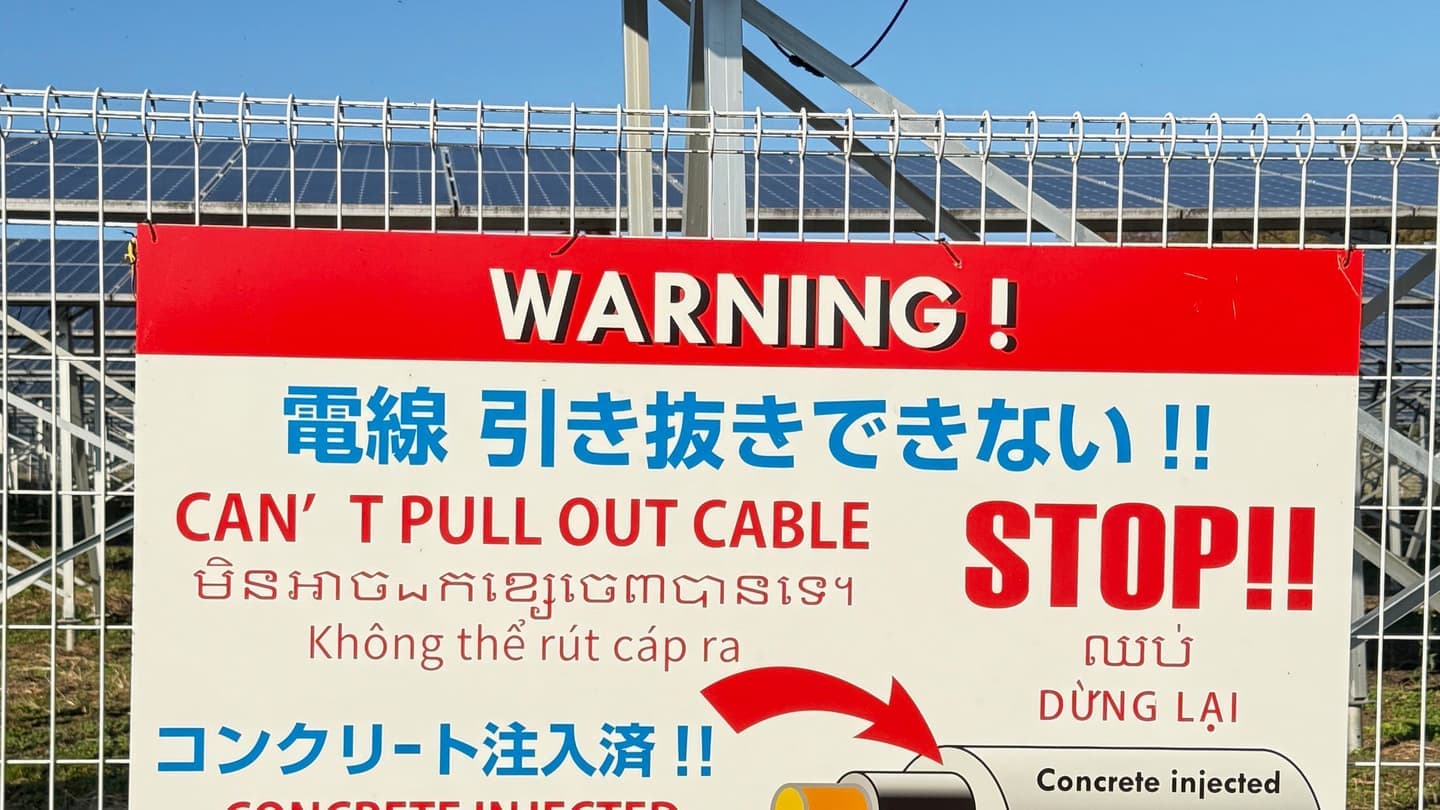 WARNING !
電線 引き抜きできない !!
CAN’ T PULL OUT CABLE
មិនអាចដកខ្សែចេញបានទេ។
Không thể rút cáp ra
STOP!!
ឈប់
DỪNG LẠI
コンクリート注入済 !!
CONCRETE INJECTED
Concrete injected